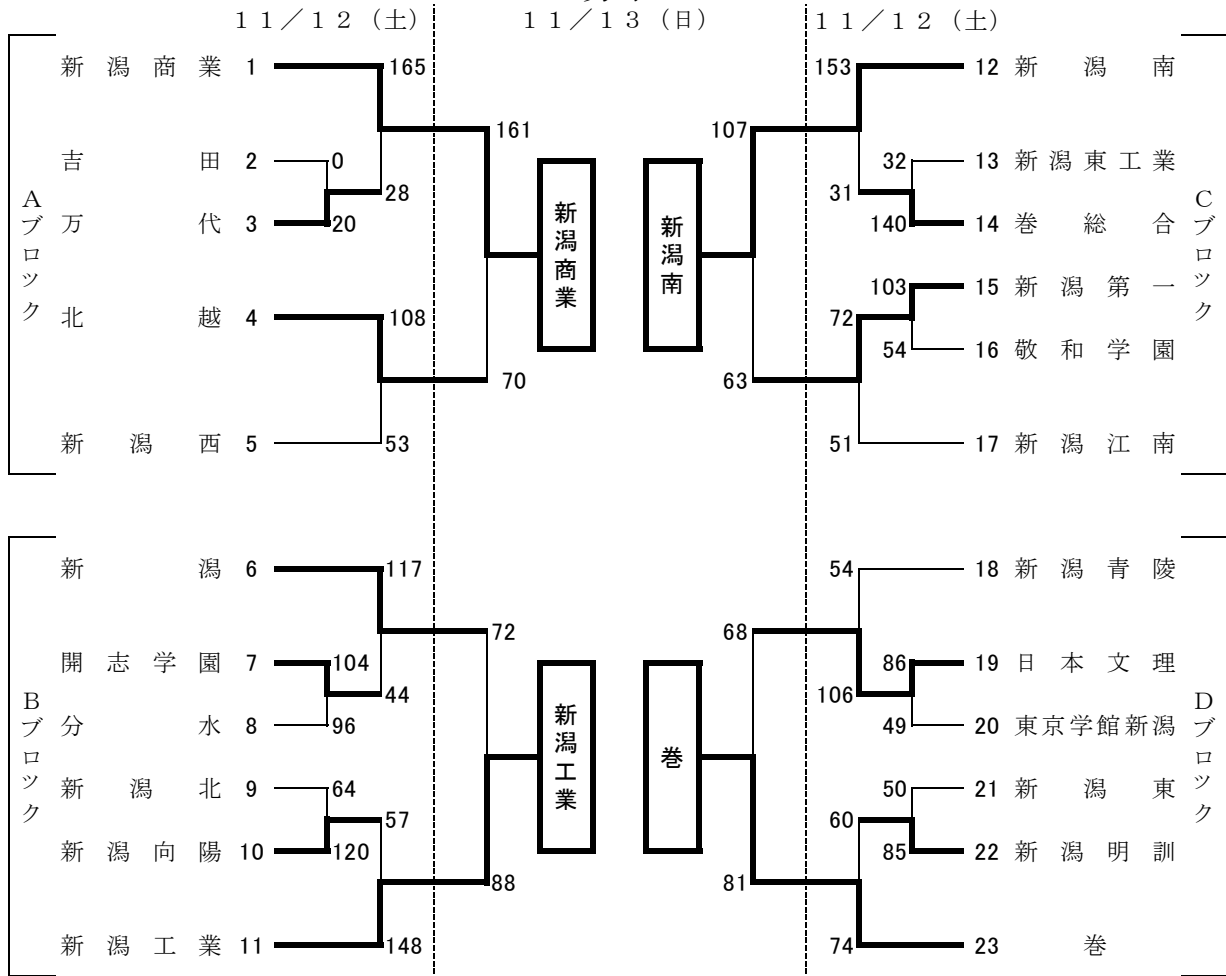 11/12(土)
11/13(日)
11/12(土)
Aブロック
新潟商業 1 165
161
吉田 2 0
28
万代 3 20
新潟商業
北越 4 108
70
新潟西 5 53
Bブロック
新潟 6 117
72
開志学園 7 104
44
分水 8 96
新潟工業
新潟北 9 64
57
新潟向陽 10 120
88
新潟工業 11 148
Cブロック
153 12 新潟南
107
32 13 新潟東工業
31
140 14 巻総合
新潟南
103 15 新潟第一
72
54 16 敬和学園
63
51 17 新潟江南
Dブロック
54 18 新潟青陵
68
86 19 日本文理
106
49 20 東京学館新潟
巻
50 21 新潟東
60
85 22 新潟明訓
81
74 23 巻